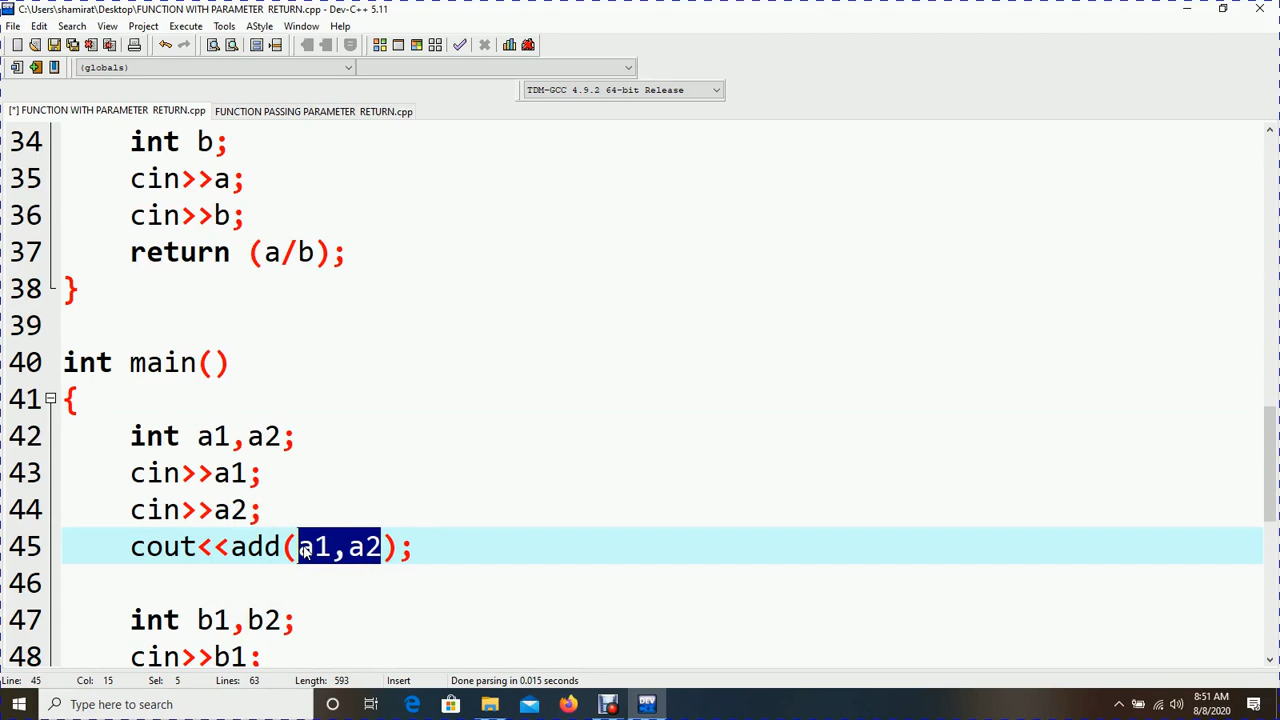 C:\Users\shamirat\Desktop\FUNCTION WITH PARAMETER RETURN.cpp - Dev-C++ 5.11
File Edit Search View Project Execute Tools AStyle Window Help
(globals)
TDM-GCC 4.9.2 64-bit Release
[*] FUNCTION WITH PARAMETER RETURN.cpp FUNCTION PASSING PARAMETER RETURN.cpp
34 int b;
35 cin>>a;
36 cin>>b;
37 return (a/b);
38 }
39
40 int main()
41 {
42 int a1,a2;
43 cin>>a1;
44 cin>>a2;
45 cout<<add(a1,a2);
46
47 int b1,b2;
48 cin>>b1;
Line: 45 Col: 15 Sel: 5 Lines: 63 Length: 593 Insert Done parsing in 0.015 seconds
Type here to search
DEV
8:51 AM
8/8/2020